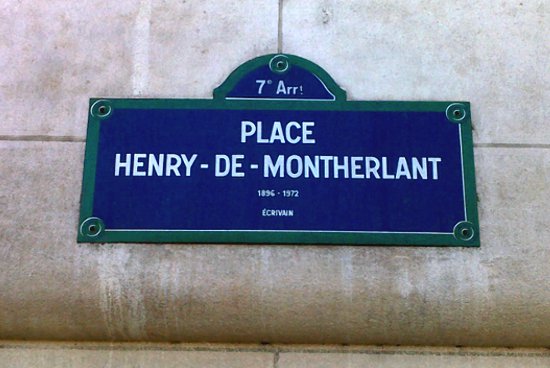 7e Arrt
PLACE
HENRY-DE-MONTHERLANT
1896-1972
ÉCRIVAIN